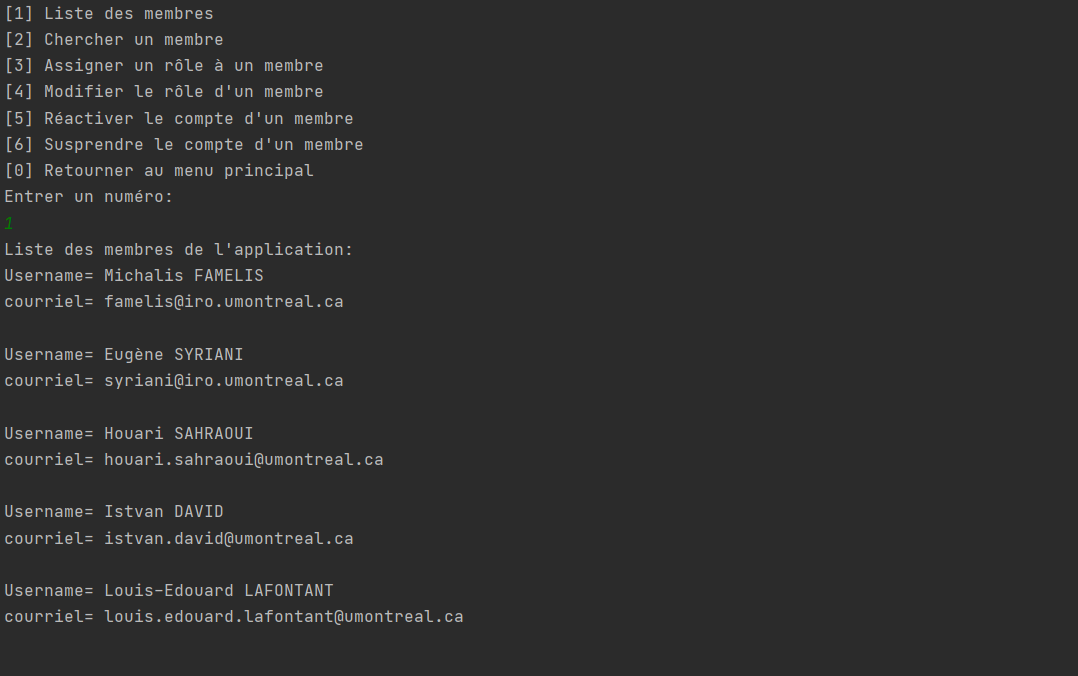 [1] Liste des membres
[2] Chercher un membre
[3] Assigner un rôle à un membre
[4] Modifier le rôle d'un membre
[5] Réactiver le compte d'un membre
[6] Susprendre le compte d'un membre
[0] Retourner au menu principal
Entrer un numéro:
1
Liste des membres de l'application:
Username= Michalis FAMELIS
courriel= famelis@iro.umontreal.ca

Username= Eugène SYRIANI
courriel= syriani@iro.umontreal.ca

Username= Houari SAHRAOUI
courriel= houari.sahraoui@umontreal.ca

Username= Istvan DAVID
courriel= istvan.david@umontreal.ca

Username= Louis-Edouard LAFONTANT
courriel= louis.edouard.lafontant@umontreal.ca